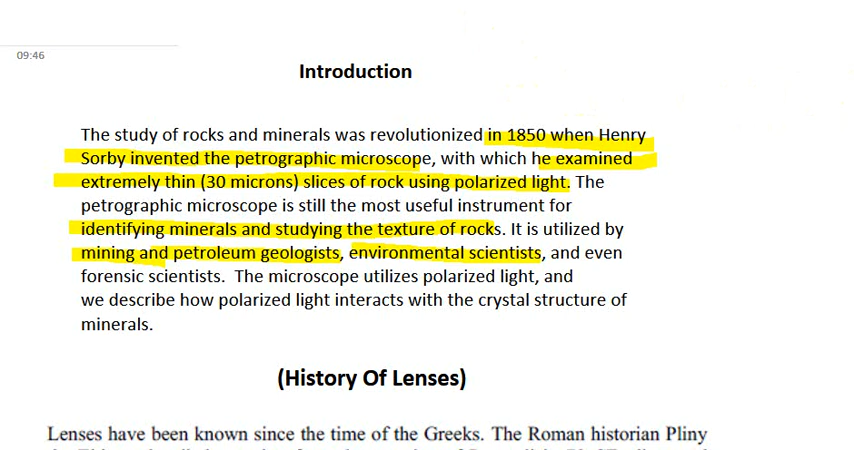 09:46
Introduction
The study of rocks and minerals was revolutionized in 1850 when Henry
Sorby invented the petrographic microscope, with which he examined
extremely thin (30 microns) slices of rock using polarized light. The
petrographic microscope is still the most useful instrument for
identifying minerals and studying the texture of rocks. It is utilized by
mining and petroleum geologists, environmental scientists, and even
forensic scientists.  The microscope utilizes polarized light, and
we describe how polarized light interacts with the crystal structure of
minerals.
(History Of Lenses)
Lenses have been known since the time of the Greeks. The Roman historian Pliny